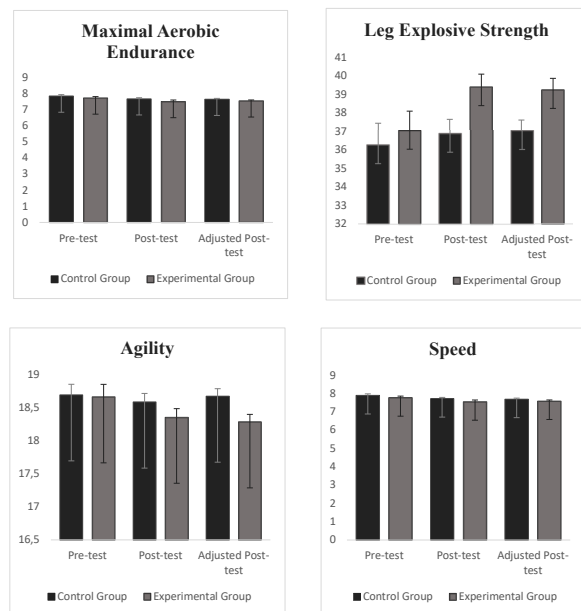 Maximal Aerobic
Endurance
9
8
7
6
5
4
3
2
1
0
Pre-test Post-test Adjusted Post-
test
Control Group Experimental Group
Leg Explosive Strength
41
40
39
38
37
36
35
34
33
32
Pre-test Post-test Adjusted Post-
test
Control Group Experimental Group
Agility
19
18,5
18
17,5
17
16,5
Pre-test Post-test Adjusted Post-
test
Control Group Experimental Group
Speed
9
8
7
6
5
4
3
2
1
0
Pre-test Post-test Adjusted Post-
test
Control Group Experimental Group